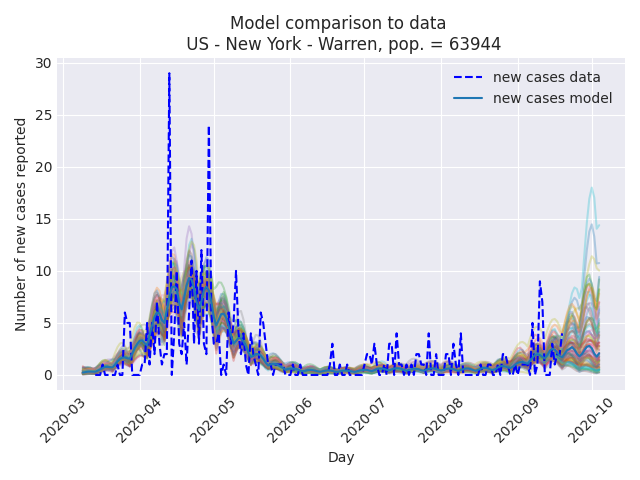 Model comparison to data
US - New York - Warren, pop. = 63944
new cases data
new cases model
Number of new cases reported
30
25
20
15
10
5
0
2020-03
2020-04
2020-05
2020-06
2020-07
2020-08
2020-09
2020-10
Day